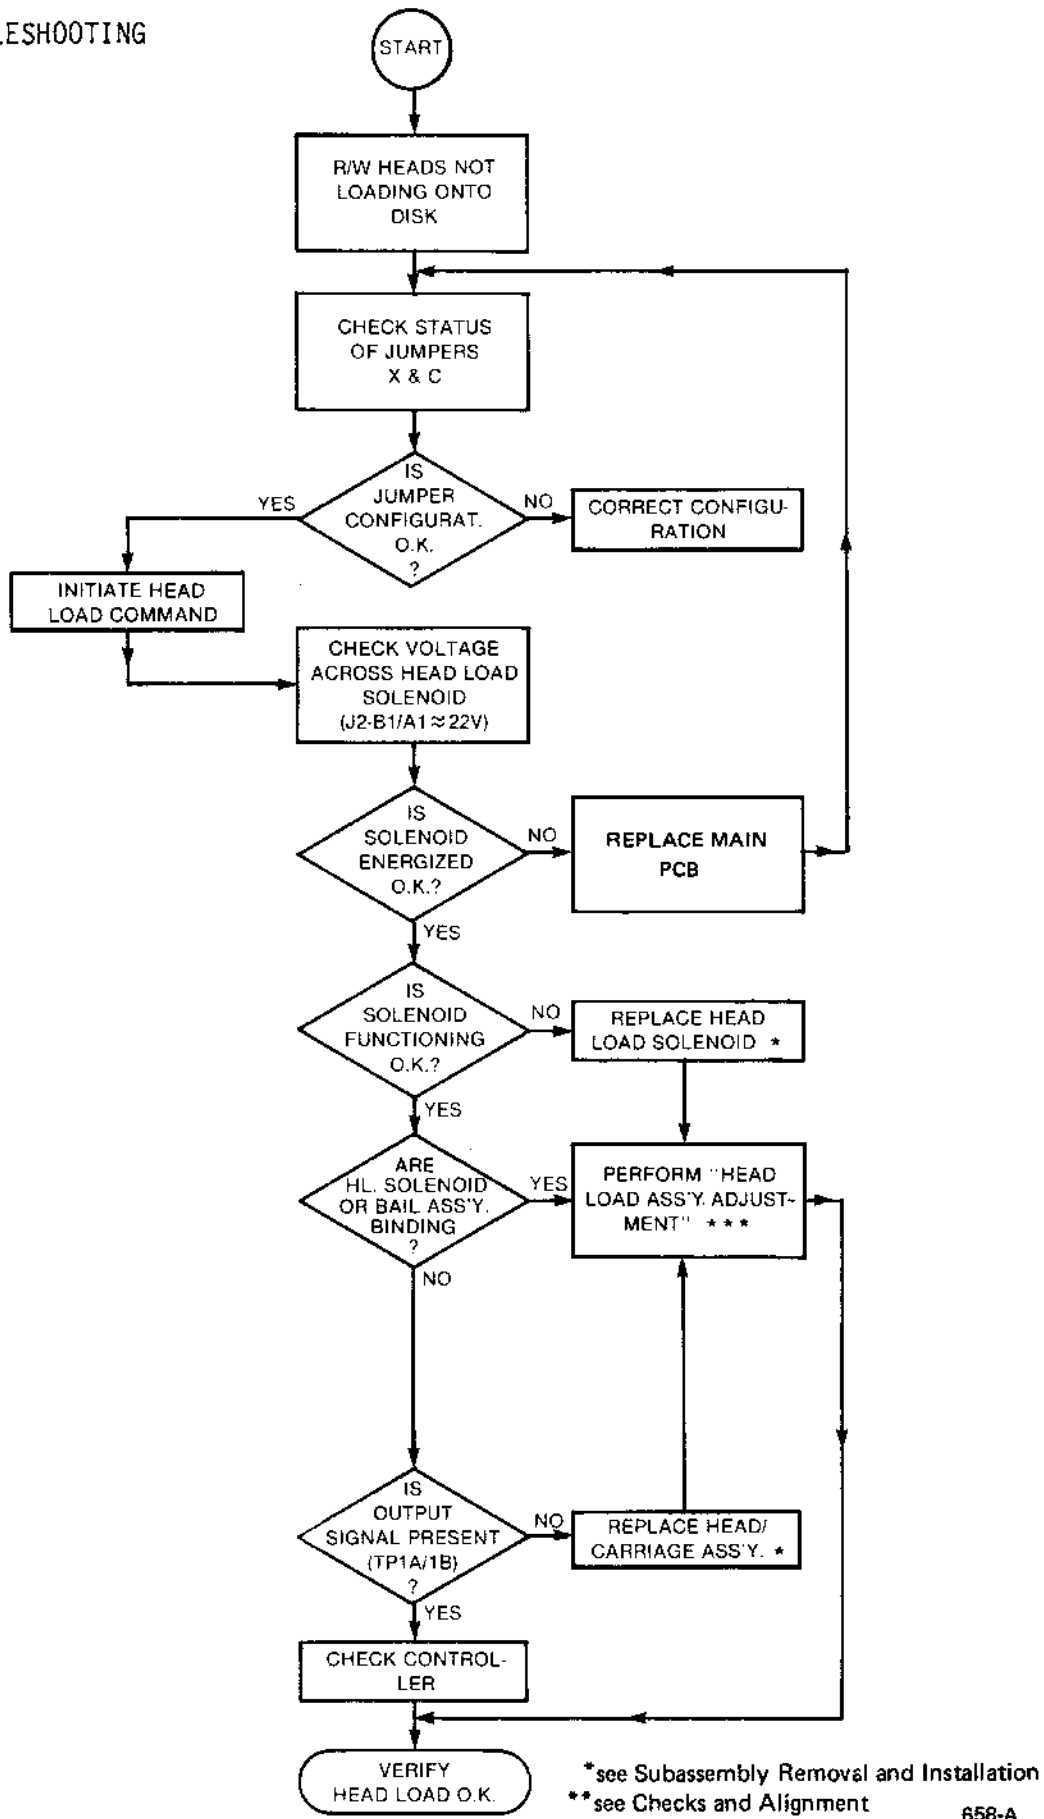 LESHOOTING
START
R/W HEADS NOT
LOADING ONTO
DISK
CHECK STATUS
OF JUMPERS
X & C
IS
JUMPER
CONFIGURAT.
O.K.
?
YES
NO
CORRECT CONFIGU-
RATION
INITIATE HEAD
LOAD COMMAND
CHECK VOLTAGE
ACROSS HEAD LOAD
SOLENOID
(J2-B1/A1≈22V)
IS
SOLENOID
ENERGIZED
O.K.?
NO
REPLACE MAIN
PCB
YES
IS
SOLENOID
FUNCTIONING
O.K.?
NO
REPLACE HEAD
LOAD SOLENOID *
YES
ARE
HL. SOLENOID
OR BAIL ASS'Y.
BINDING
?
YES
PERFORM "HEAD
LOAD ASS'Y. ADJUST-
MENT" * * *
NO
IS
OUTPUT
SIGNAL PRESENT
(TP1A/1B)
?
NO
REPLACE HEAD/
CARRIAGE ASS'Y. *
YES
CHECK CONTROL-
LER
VERIFY
HEAD LOAD O.K.
*see Subassembly Removal and Installation
**see Checks and Alignment
658-A